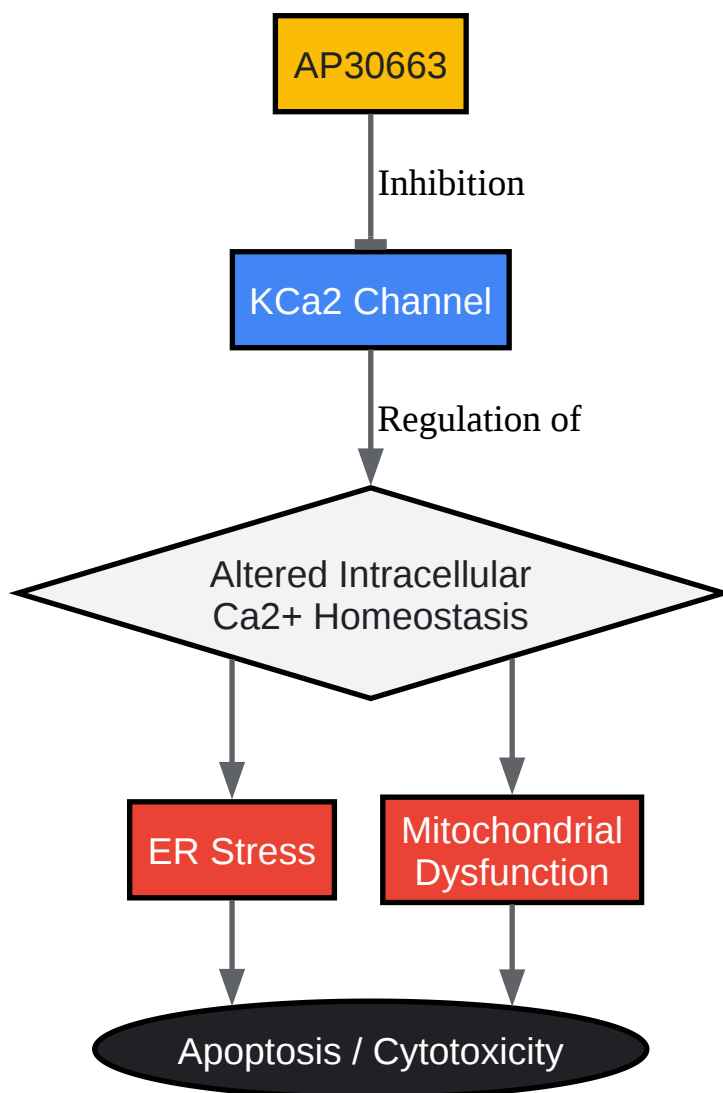 AP30663
Inhibition
KCa2 Channel
Regulation of
Altered Intracellular
Ca2+ Homeostasis
ER Stress
Mitochondrial
Dysfunction
Apoptosis / Cytotoxicity